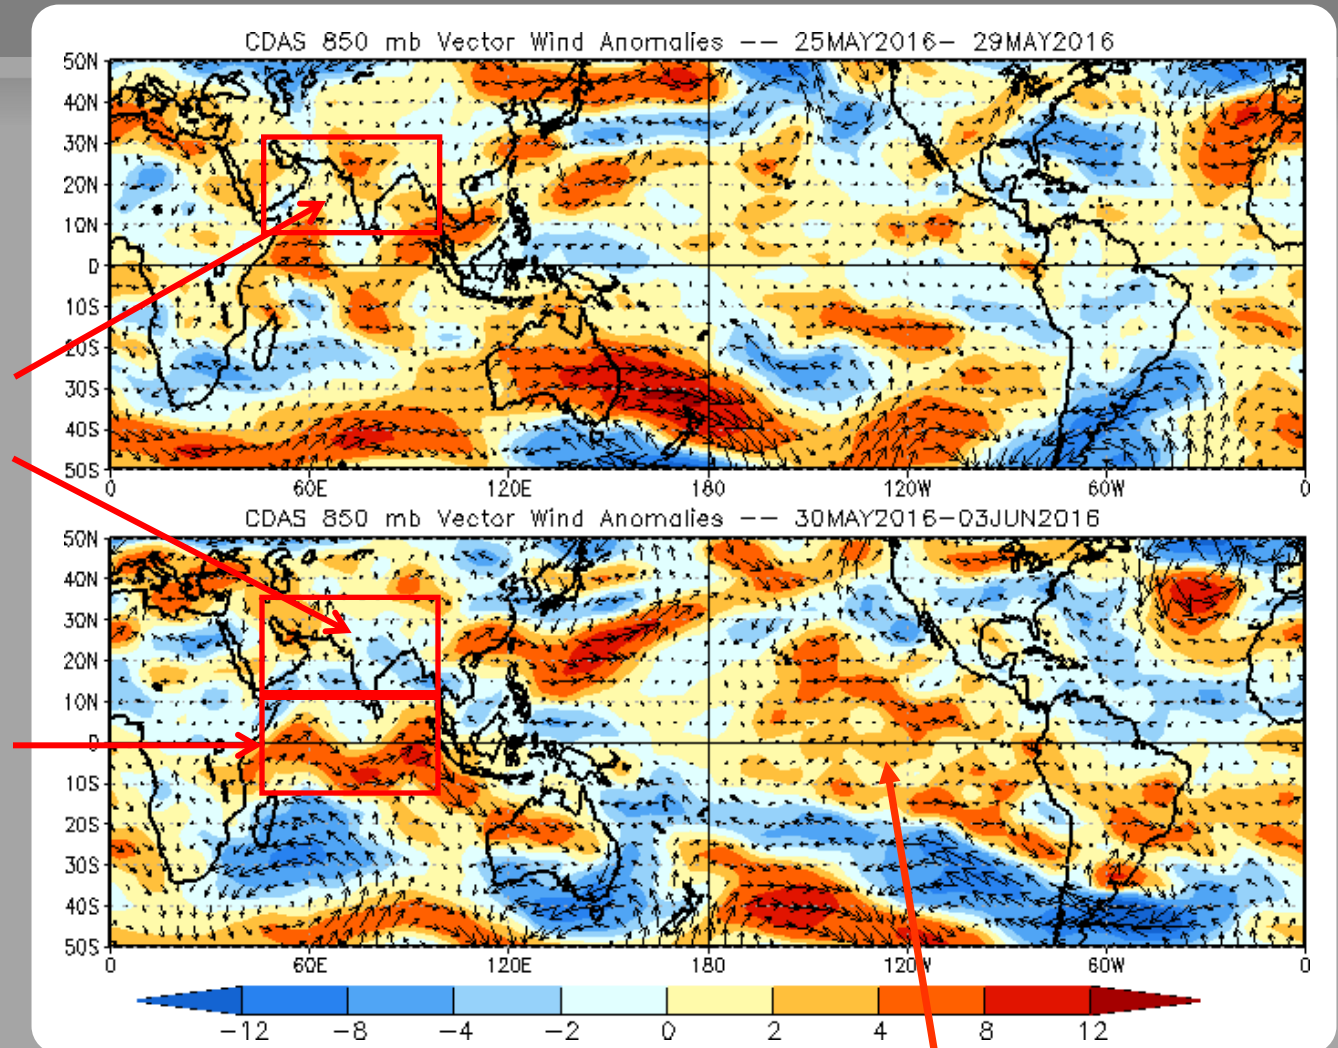 CDAS 850 mb Vector Wind Anomalies -- 25MAY2016- 29MAY2016
50N
40N
30N
20N
10N
0
10S
20S
30S
40S
50S
0 60E 120E 180 120W 60W 0
CDAS 850 mb Vector Wind Anomalies -- 30MAY2016-03JUN2016
50N
40N
30N
20N
10N
0
10S
20S
30S
40S
50S
0 60E 120E 180 120W 60W 0
-12 -8 -4 -2 0 2 4 8 12